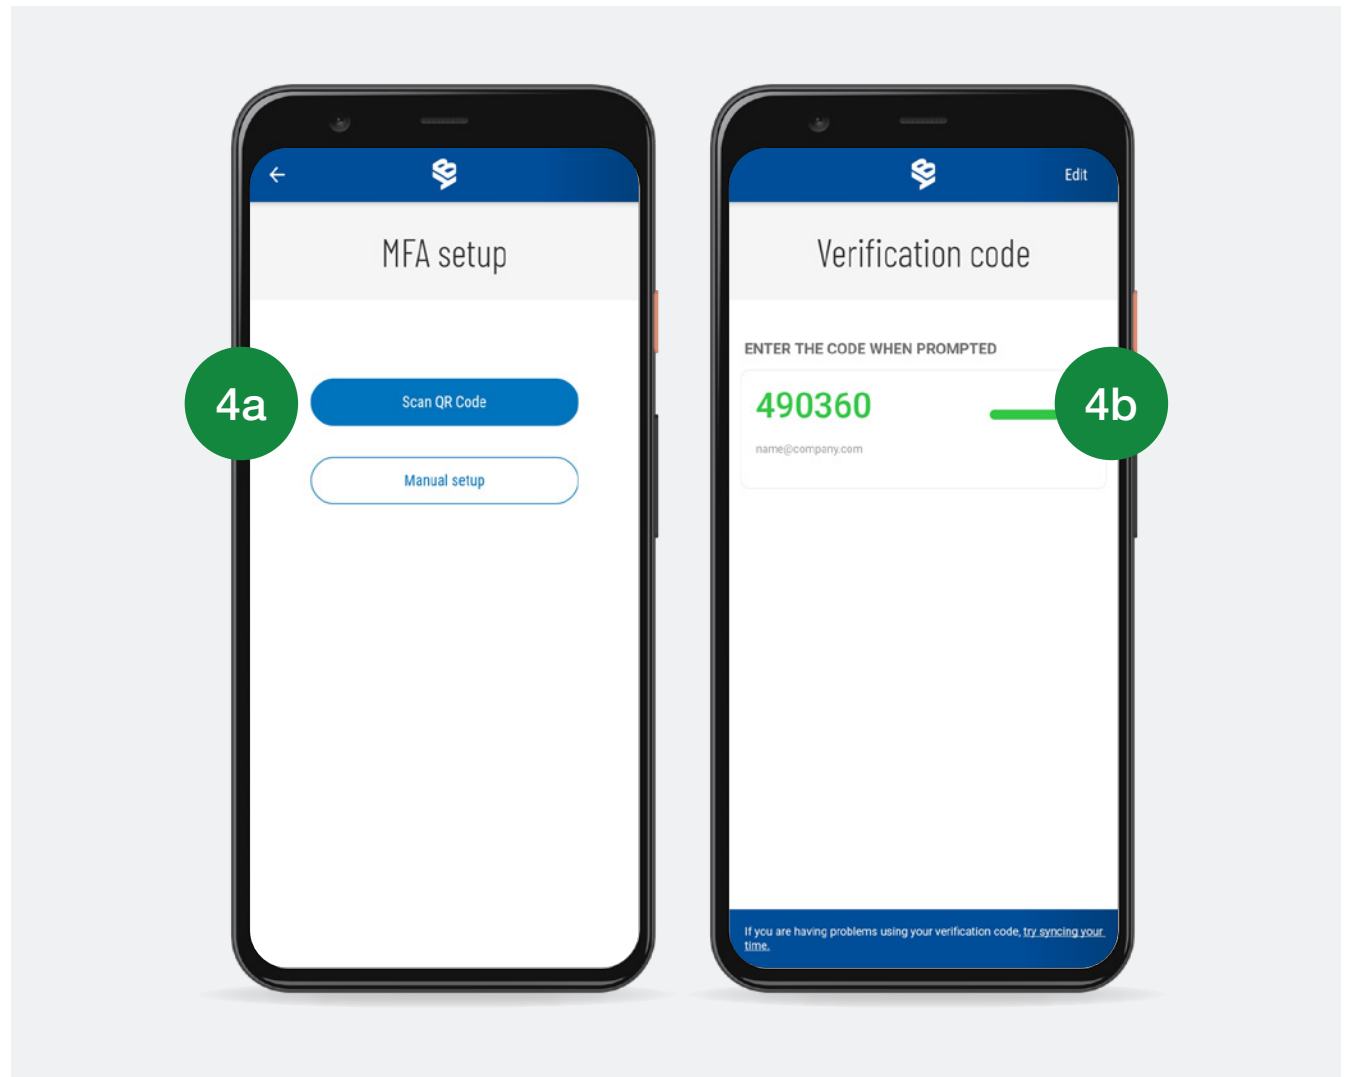 MFA setup
4a
Scan QR Code
Manual setup
Edit
Verification code
ENTER THE CODE WHEN PROMPTED
490360
4b
name@company.com
If you are having problems using your verification code, try syncing your
time.